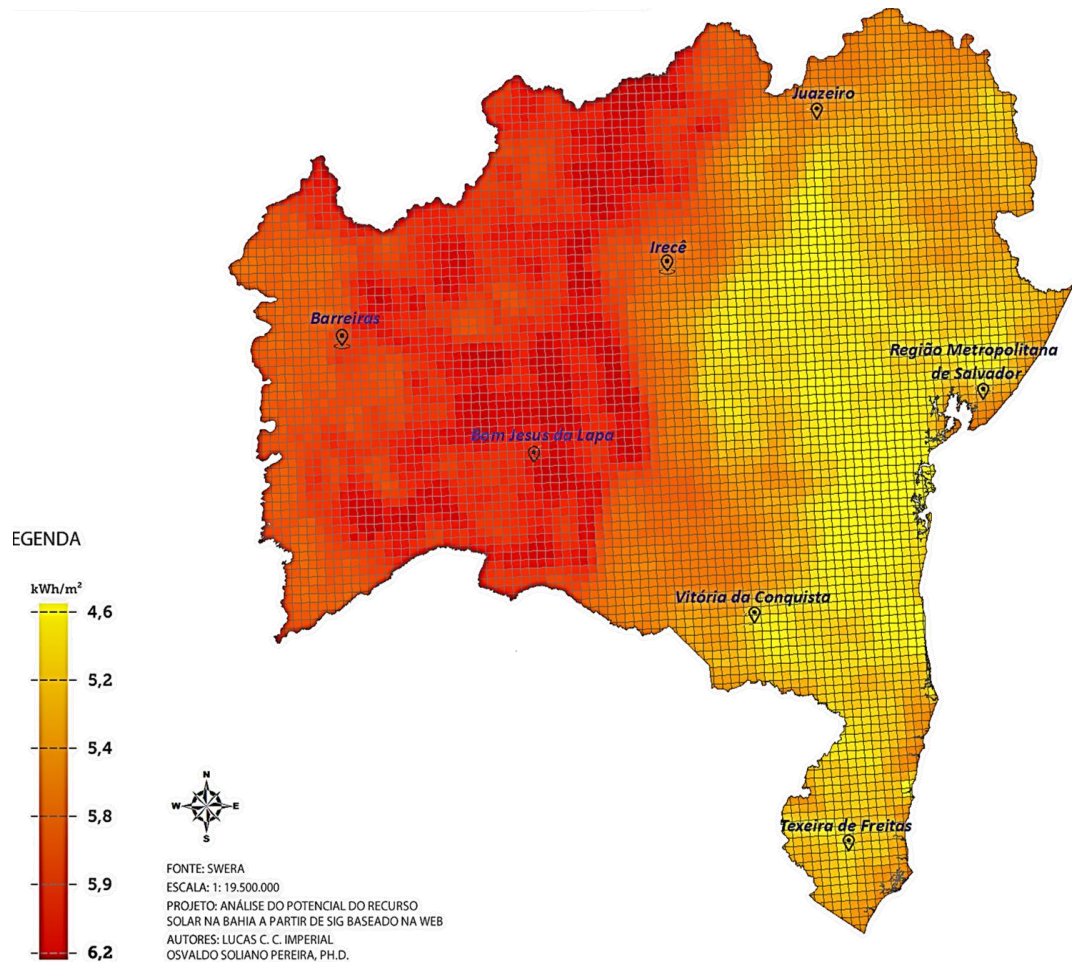 Juazeiro
Irecê
Barreiras
Região Metropolitana
de Salvador
Bom Jesus da Lapa
EGENDA
kWh/m²
4,6
5,2
5,4
5,8
5,9
6,2
Vitória da Conquista
Texeira de Freitas
N
W
E
S
FONTE: SWERA
ESCALA: 1: 19.500.000
PROJETO: ANÁLISE DO POTENCIAL DO RECURSO
SOLAR NA BAHIA A PARTIR DE SIG BASEADO NA WEB
AUTORES: LUCAS C. C. IMPERIAL
OSVALDO SOLIANO PEREIRA, PH.D.